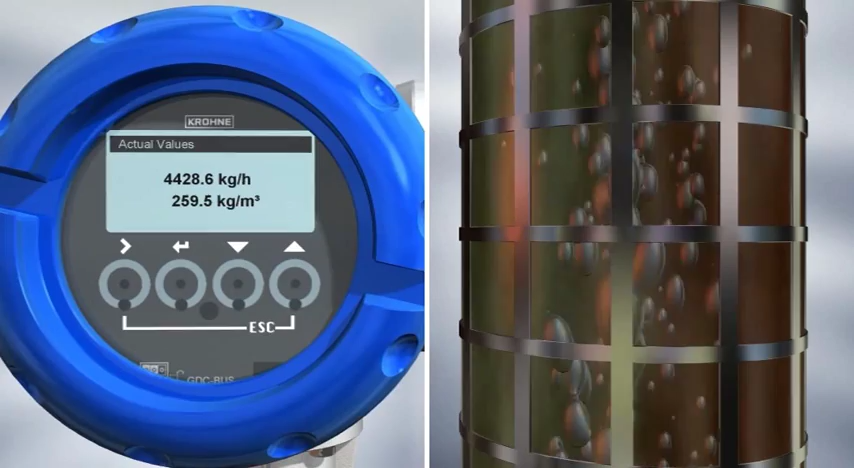 KROHNE
Actual Values
4428.6 kg/h
259.5 kg/m³
ESC
GDC-BUS